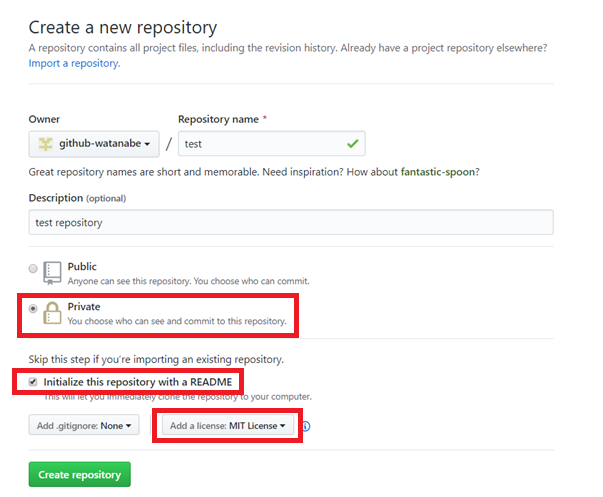 Create a new repository
A repository contains all project files, including the revision history. Already have a project repository elsewhere?
Import a repository.
Owner
Repository name *
github-watanabe / test
Great repository names are short and memorable. Need inspiration? How about fantastic-spoon?
Description (optional)
test repository
Public
Anyone can see this repository. You choose who can commit.
Private
You choose who can see and commit to this repository.
Skip this step if you’re importing an existing repository.
Initialize this repository with a README
This will let you immediately clone the repository to your computer.
Add .gitignore: None
Add a license: MIT License
Create repository